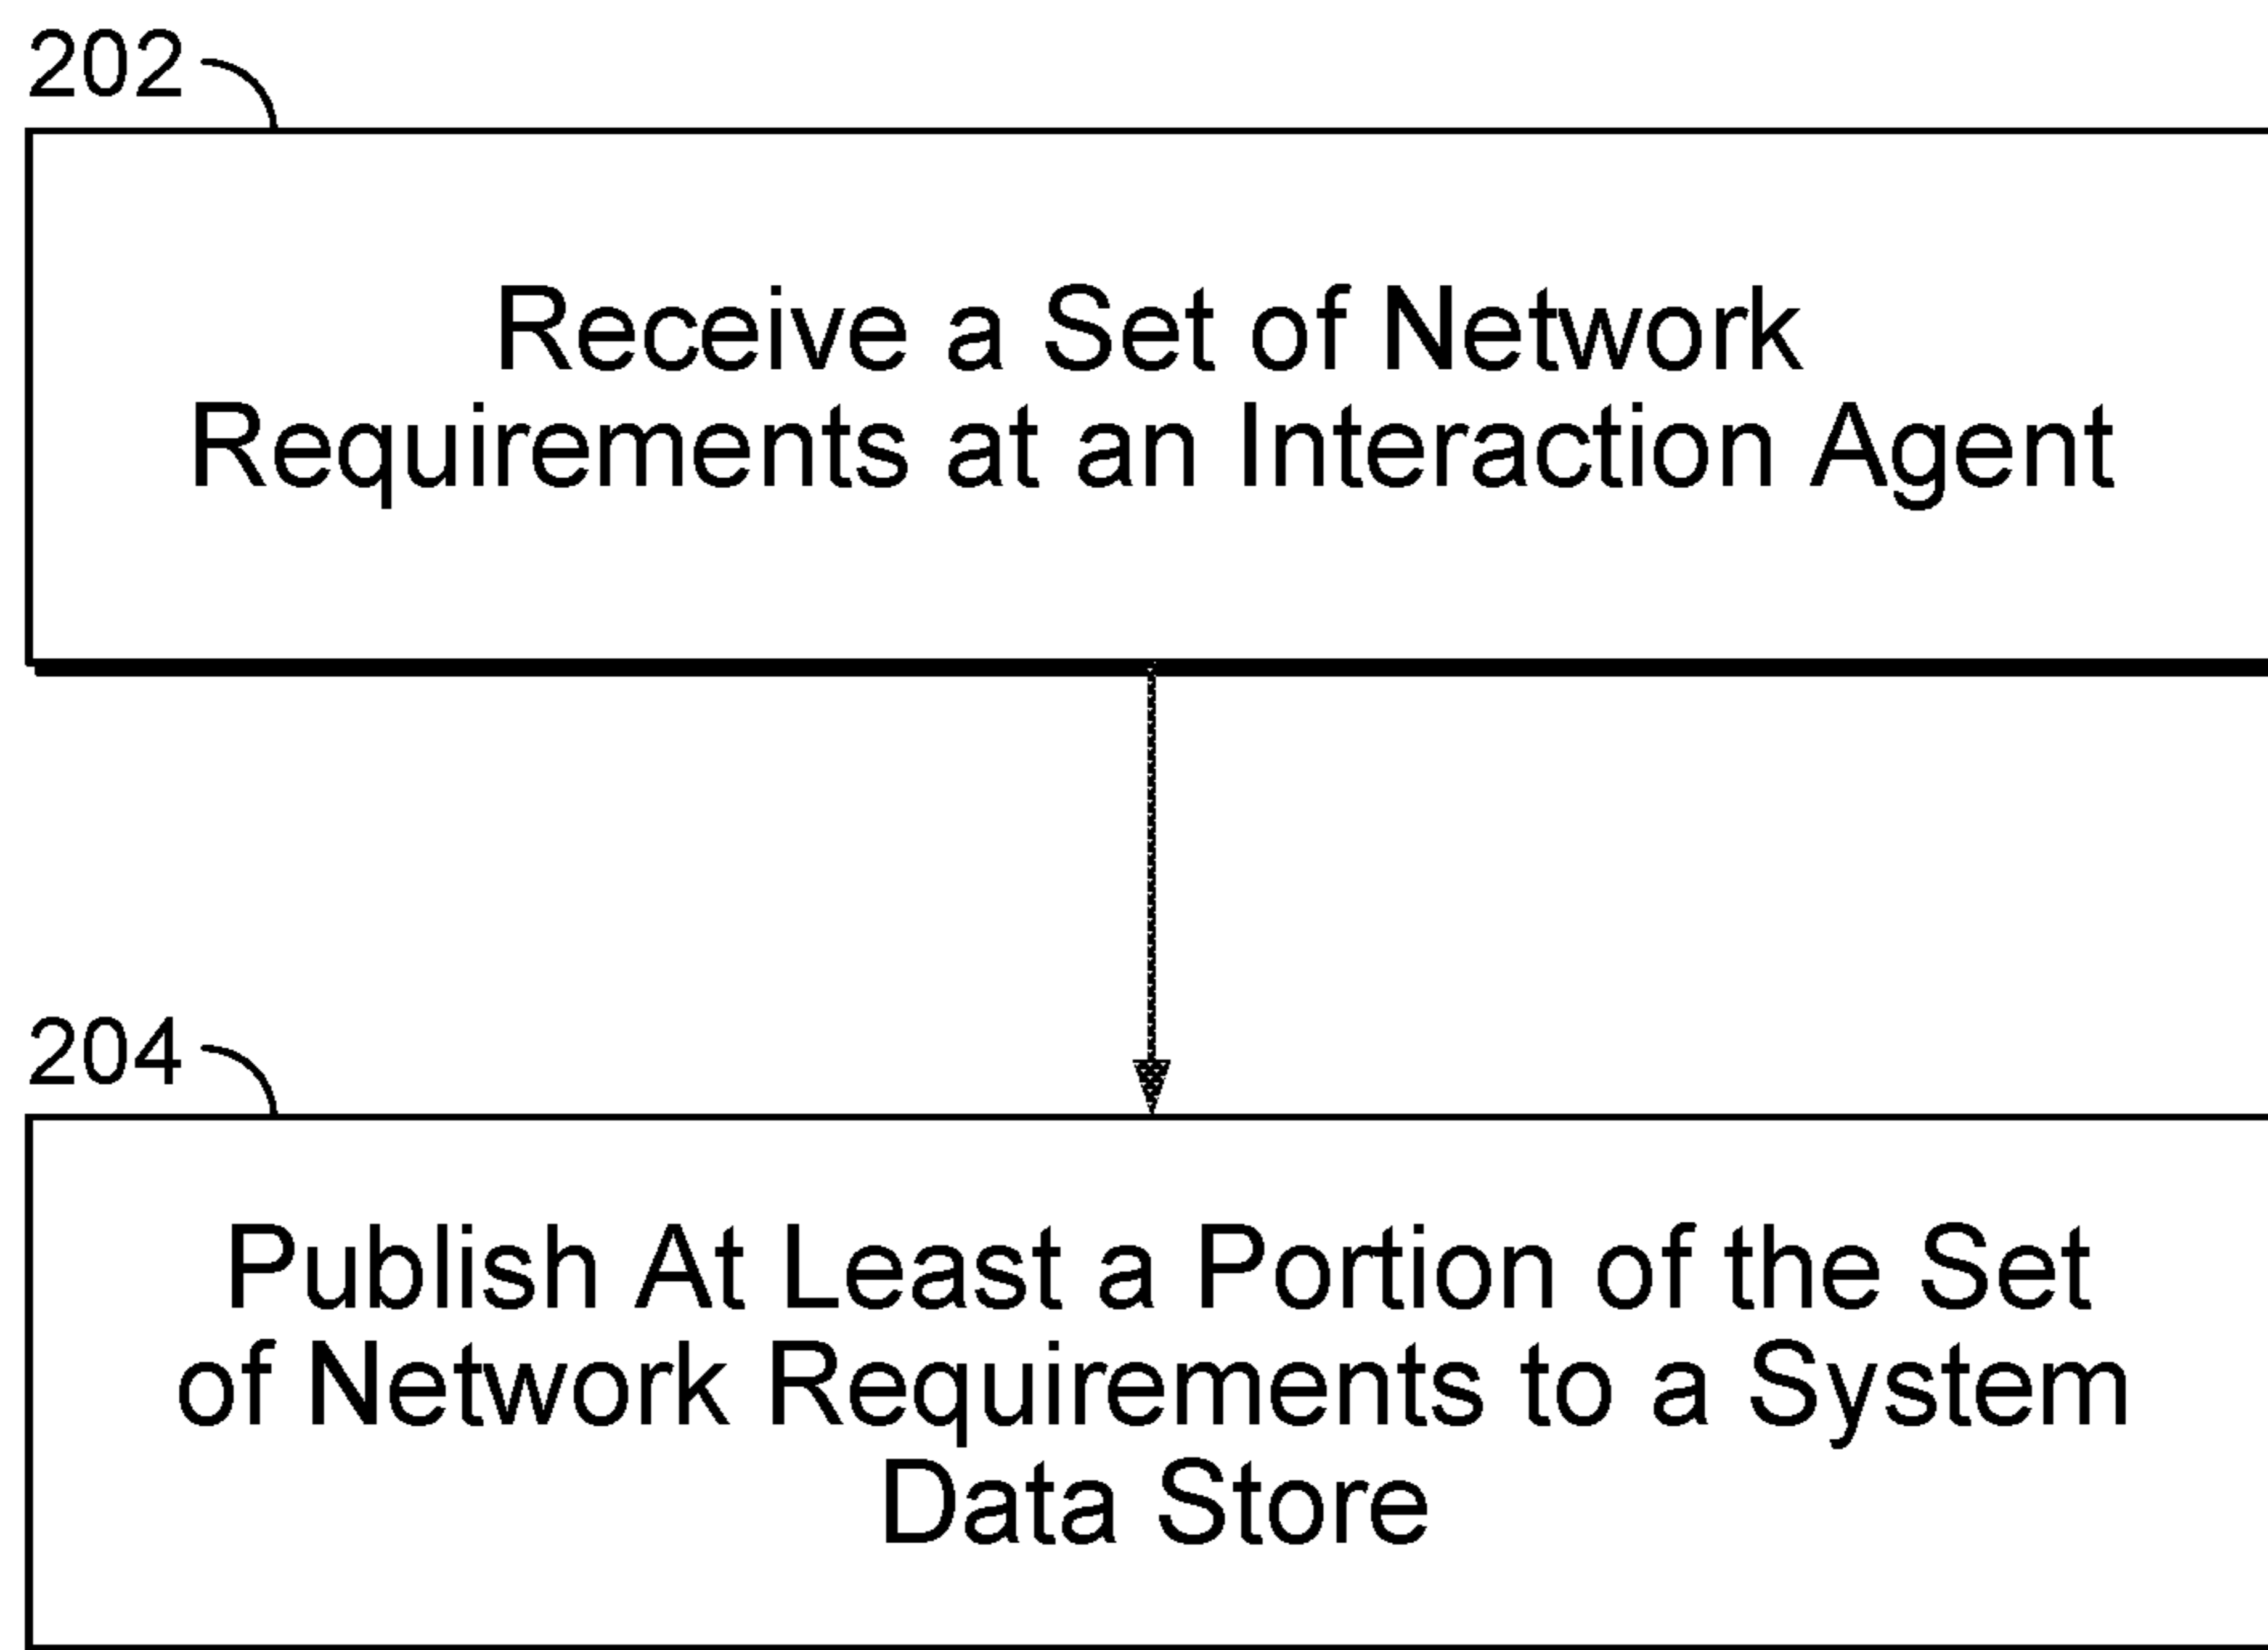 202
Receive a Set of Network
Requirements at an Interaction Agent
204
Publish At Least a Portion of the Set
of Network Requirements to a System
Data Store